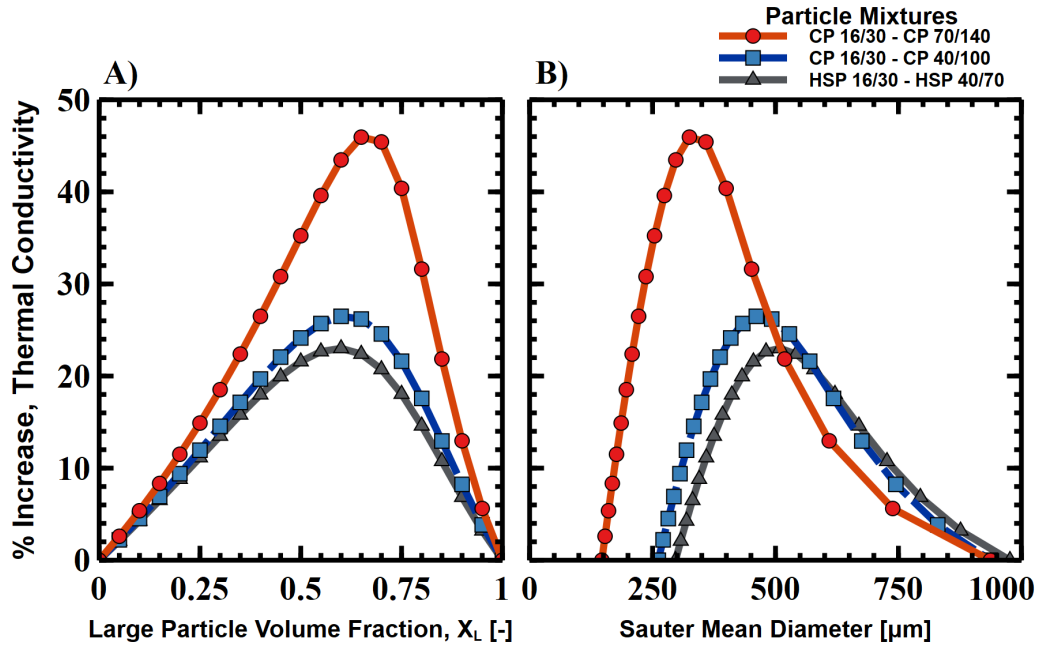 Particle Mixtures
CP 16/30 - CP 70/140
CP 16/30 - CP 40/100
HSP 16/30 - HSP 40/70
A)
B)
% Increase, Thermal Conductivity
50
40
30
20
10
0
0 0.25 0.5 0.75 1
0 250 500 750 1000
Large Particle Volume Fraction, XL [-]
Sauter Mean Diameter [µm]